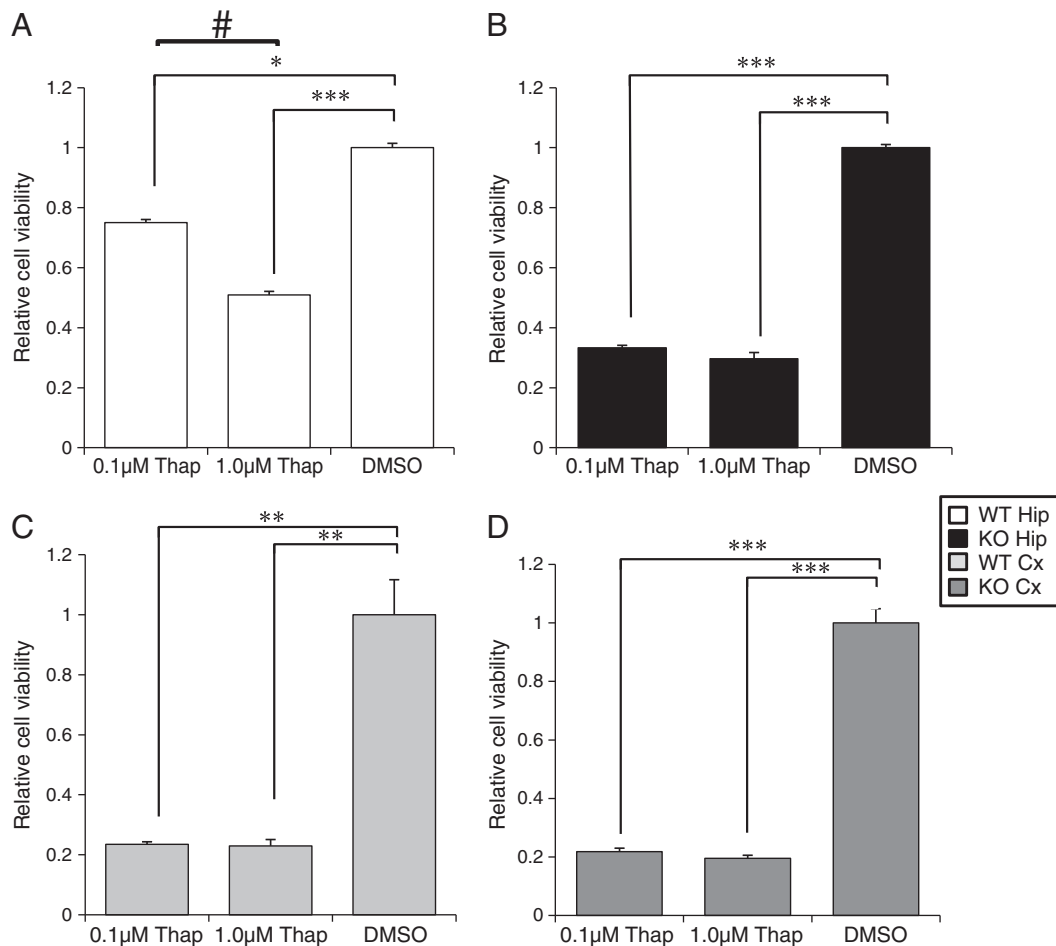 A
#
*
***
1.2
1
0.8
0.6
0.4
0.2
0
Relative cell viability
0.1µM Thap 1.0µM Thap DMSO
B
***
***
1.2
1
0.8
0.6
0.4
0.2
0
Relative cell viability
0.1µM Thap 1.0µM Thap DMSO
C
**
**
1.2
1
0.8
0.6
0.4
0.2
0
Relative cell viability
0.1µM Thap 1.0µM Thap DMSO
D
***
***
1.2
1
0.8
0.6
0.4
0.2
0
Relative cell viability
0.1µM Thap 1.0µM Thap DMSO
WT Hip
KO Hip
WT Cx
KO Cx